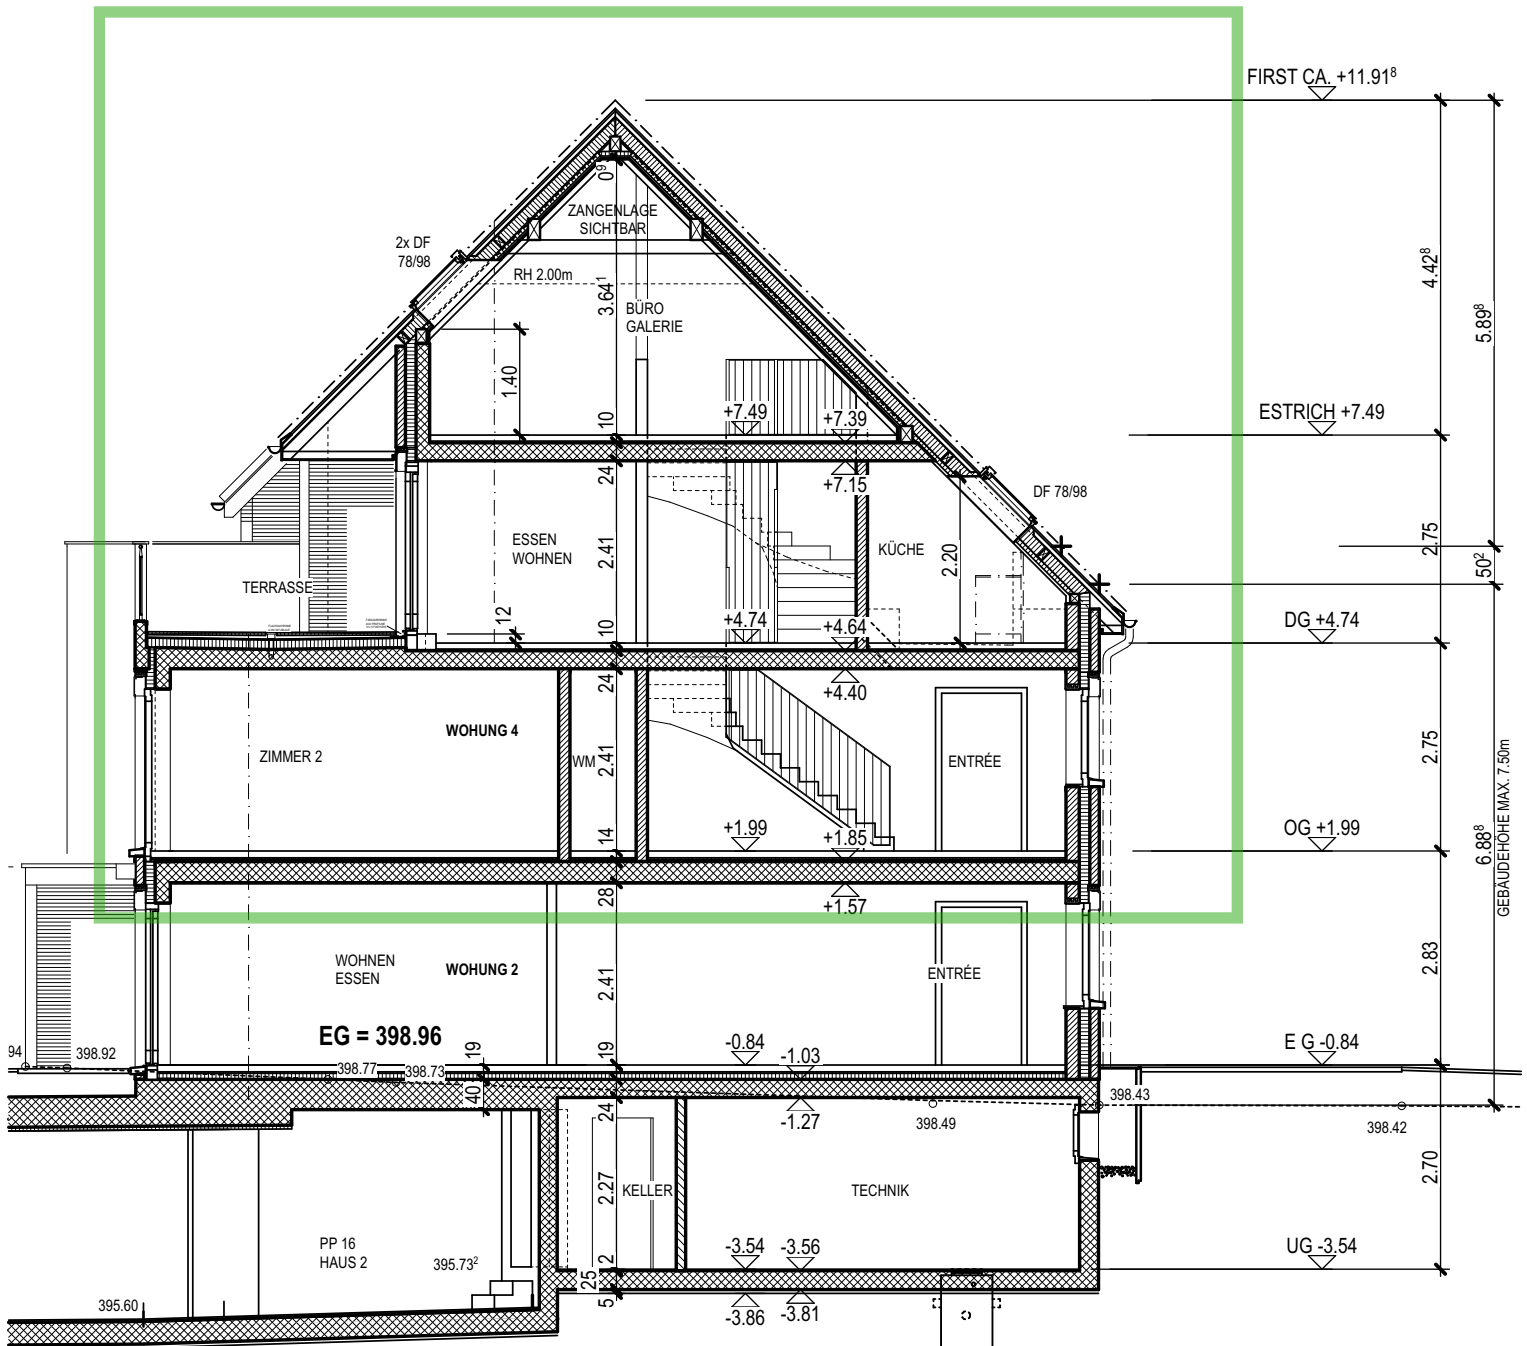 FIRST CA. +11.91⁸
ZANGENLAGE
SICHTBAR
0⁹
2x DF
78/98
RH 2.00m
3.64¹
BÜRO
GALERIE
4.42⁸
5.89⁸
1.40
10
+7.49
+7.39
ESTRICH +7.49
24
+7.15
DF 78/98
ESSEN
WOHNEN
2.41
KÜCHE
2.20
2.75
50²
TERRASSE
12
10
+4.74
+4.64
DG +4.74
24
+4.40
WOHUNG 4
ZIMMER 2
WM
2.41
ENTRÉE
2.75
14
+1.99
+1.85
OG +1.99
6.88⁸
GEBÄUDEHÖHE MAX. 7.50m
28
+1.57
WOHNEN
ESSEN
WOHUNG 2
2.41
ENTRÉE
2.83
EG = 398.96
94
398.92
19
19
-0.84
-1.03
E G -0.84
398.77
398.73
40
24
-1.27
398.49
398.43
398.42
2.27
KELLER
TECHNIK
2.70
PP 16
HAUS 2
395.73²
2
-3.54
-3.56
UG -3.54
25
395.60
5
-3.86
-3.81